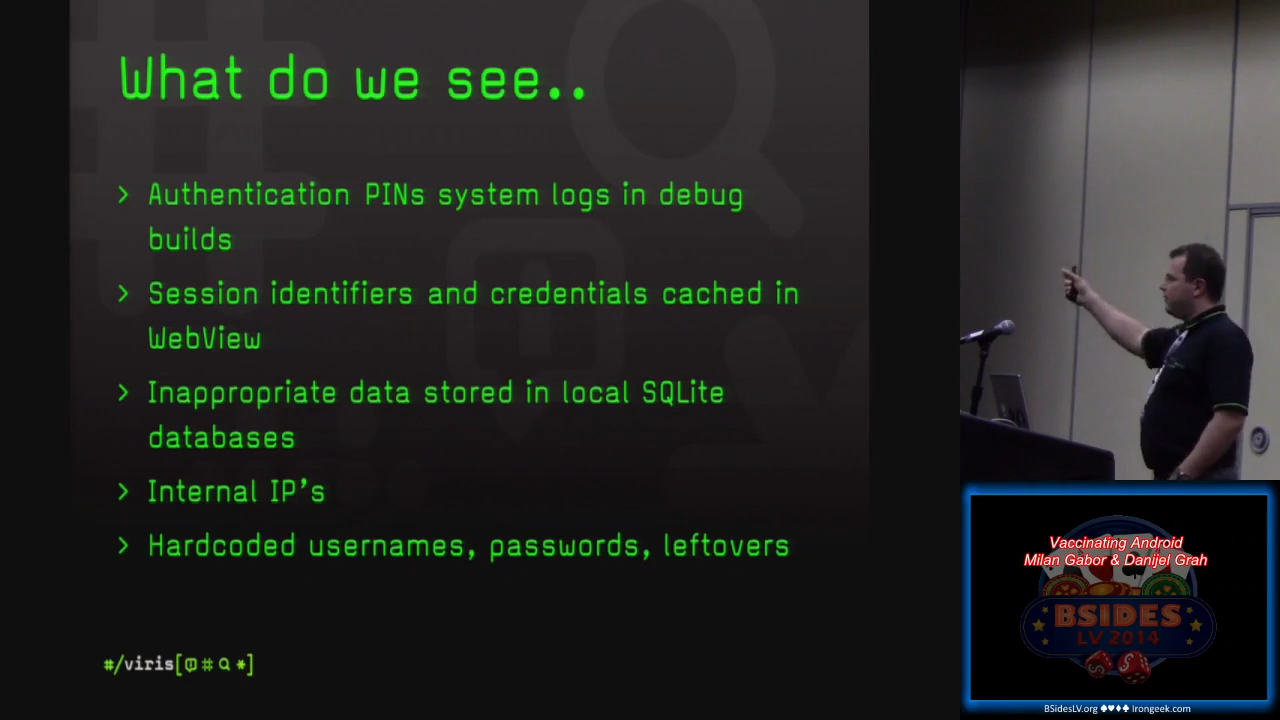 What do we see..
> Authentication PINs system logs in debug
builds
> Session identifiers and credentials cached in
WebView
> Inappropriate data stored in local SQLite
databases
> Internal IP's
> Hardcoded usernames, passwords, leftovers
#/viris[#*]
Vaccinating Android
Milan Gabor & Danijel Grah
BSIDES
LV 2014
BSidesLV.org ♠♥♦♣ Irongeek.com